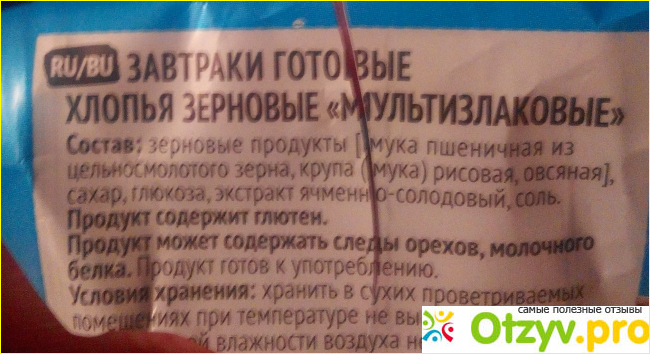 RU/BU ЗАВТРАКИ ГОТОВЫЕ
ХЛОПЬЯ ЗЕРНОВЫЕ «МУЛЬТИЗЛАКОВЫЕ»
Состав: зерновые продукты [мука пшеничная из
цельносмолотого зерна, крупа (мука) рисовая, овсяная],
сахар, глюкоза, экстракт ячменно-солодовый, соль.
Продукт содержит глютен.
Продукт может содержать следы орехов, молочного
белка. Продукт готов к употреблению.
Условия хранения: хранить в сухих проветриваемых
помещениях при температуре не вы
влажности воздуха
самые полезные отзывы
Otzyv.pro